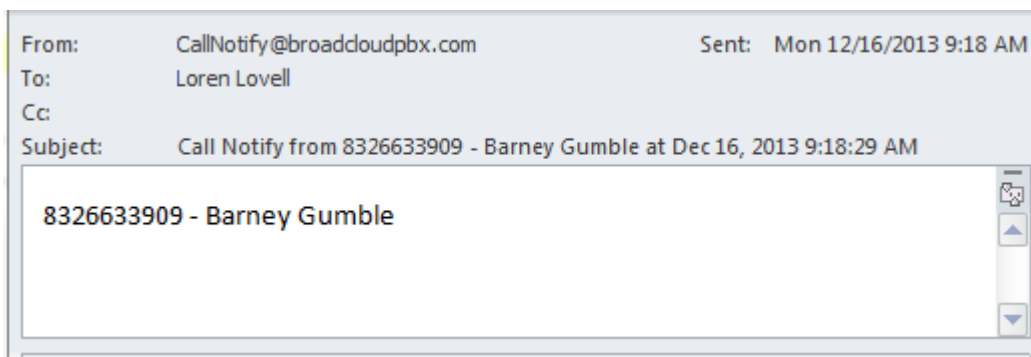 From: CallNotify@broadcloudpbx.com Sent: Mon 12/16/2013 9:18 AM
To: Loren Lovell
Cc:
Subject: Call Notify from 8326633909 - Barney Gumble at Dec 16, 2013 9:18:29 AM
8326633909 - Barney Gumble